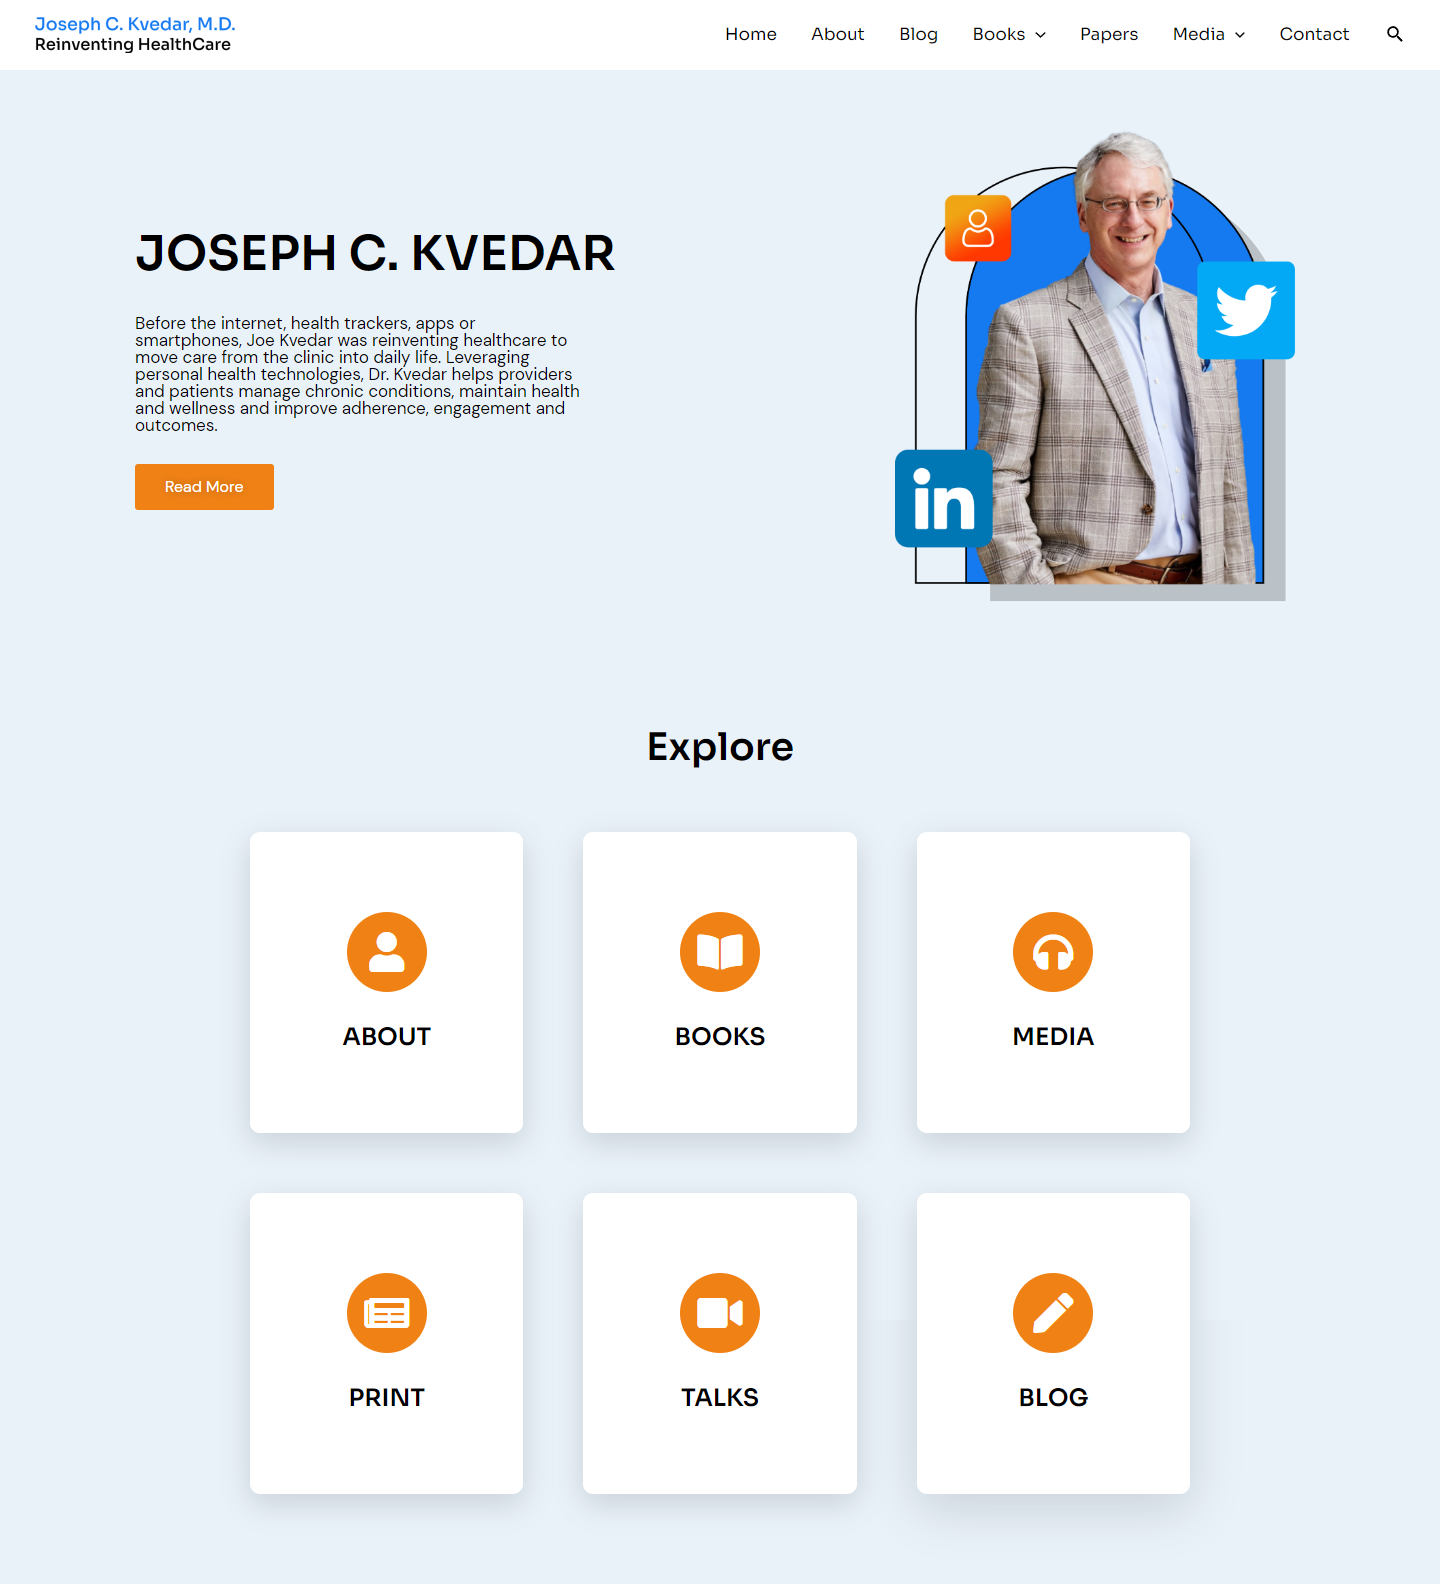 Joseph C. Kvedar, M.D.
Reinventing HealthCare
Home About Blog Books Papers Media Contact
JOSEPH C. KVEDAR
Before the internet, health trackers, apps or
smartphones, Joe Kvedar was reinventing healthcare to
move care from the clinic into daily life. Leveraging
personal health technologies, Dr. Kvedar helps providers
and patients manage chronic conditions, maintain health
and wellness and improve adherence, engagement and
outcomes.
Read More
in
Explore
ABOUT BOOKS MEDIA
PRINT TALKS BLOG